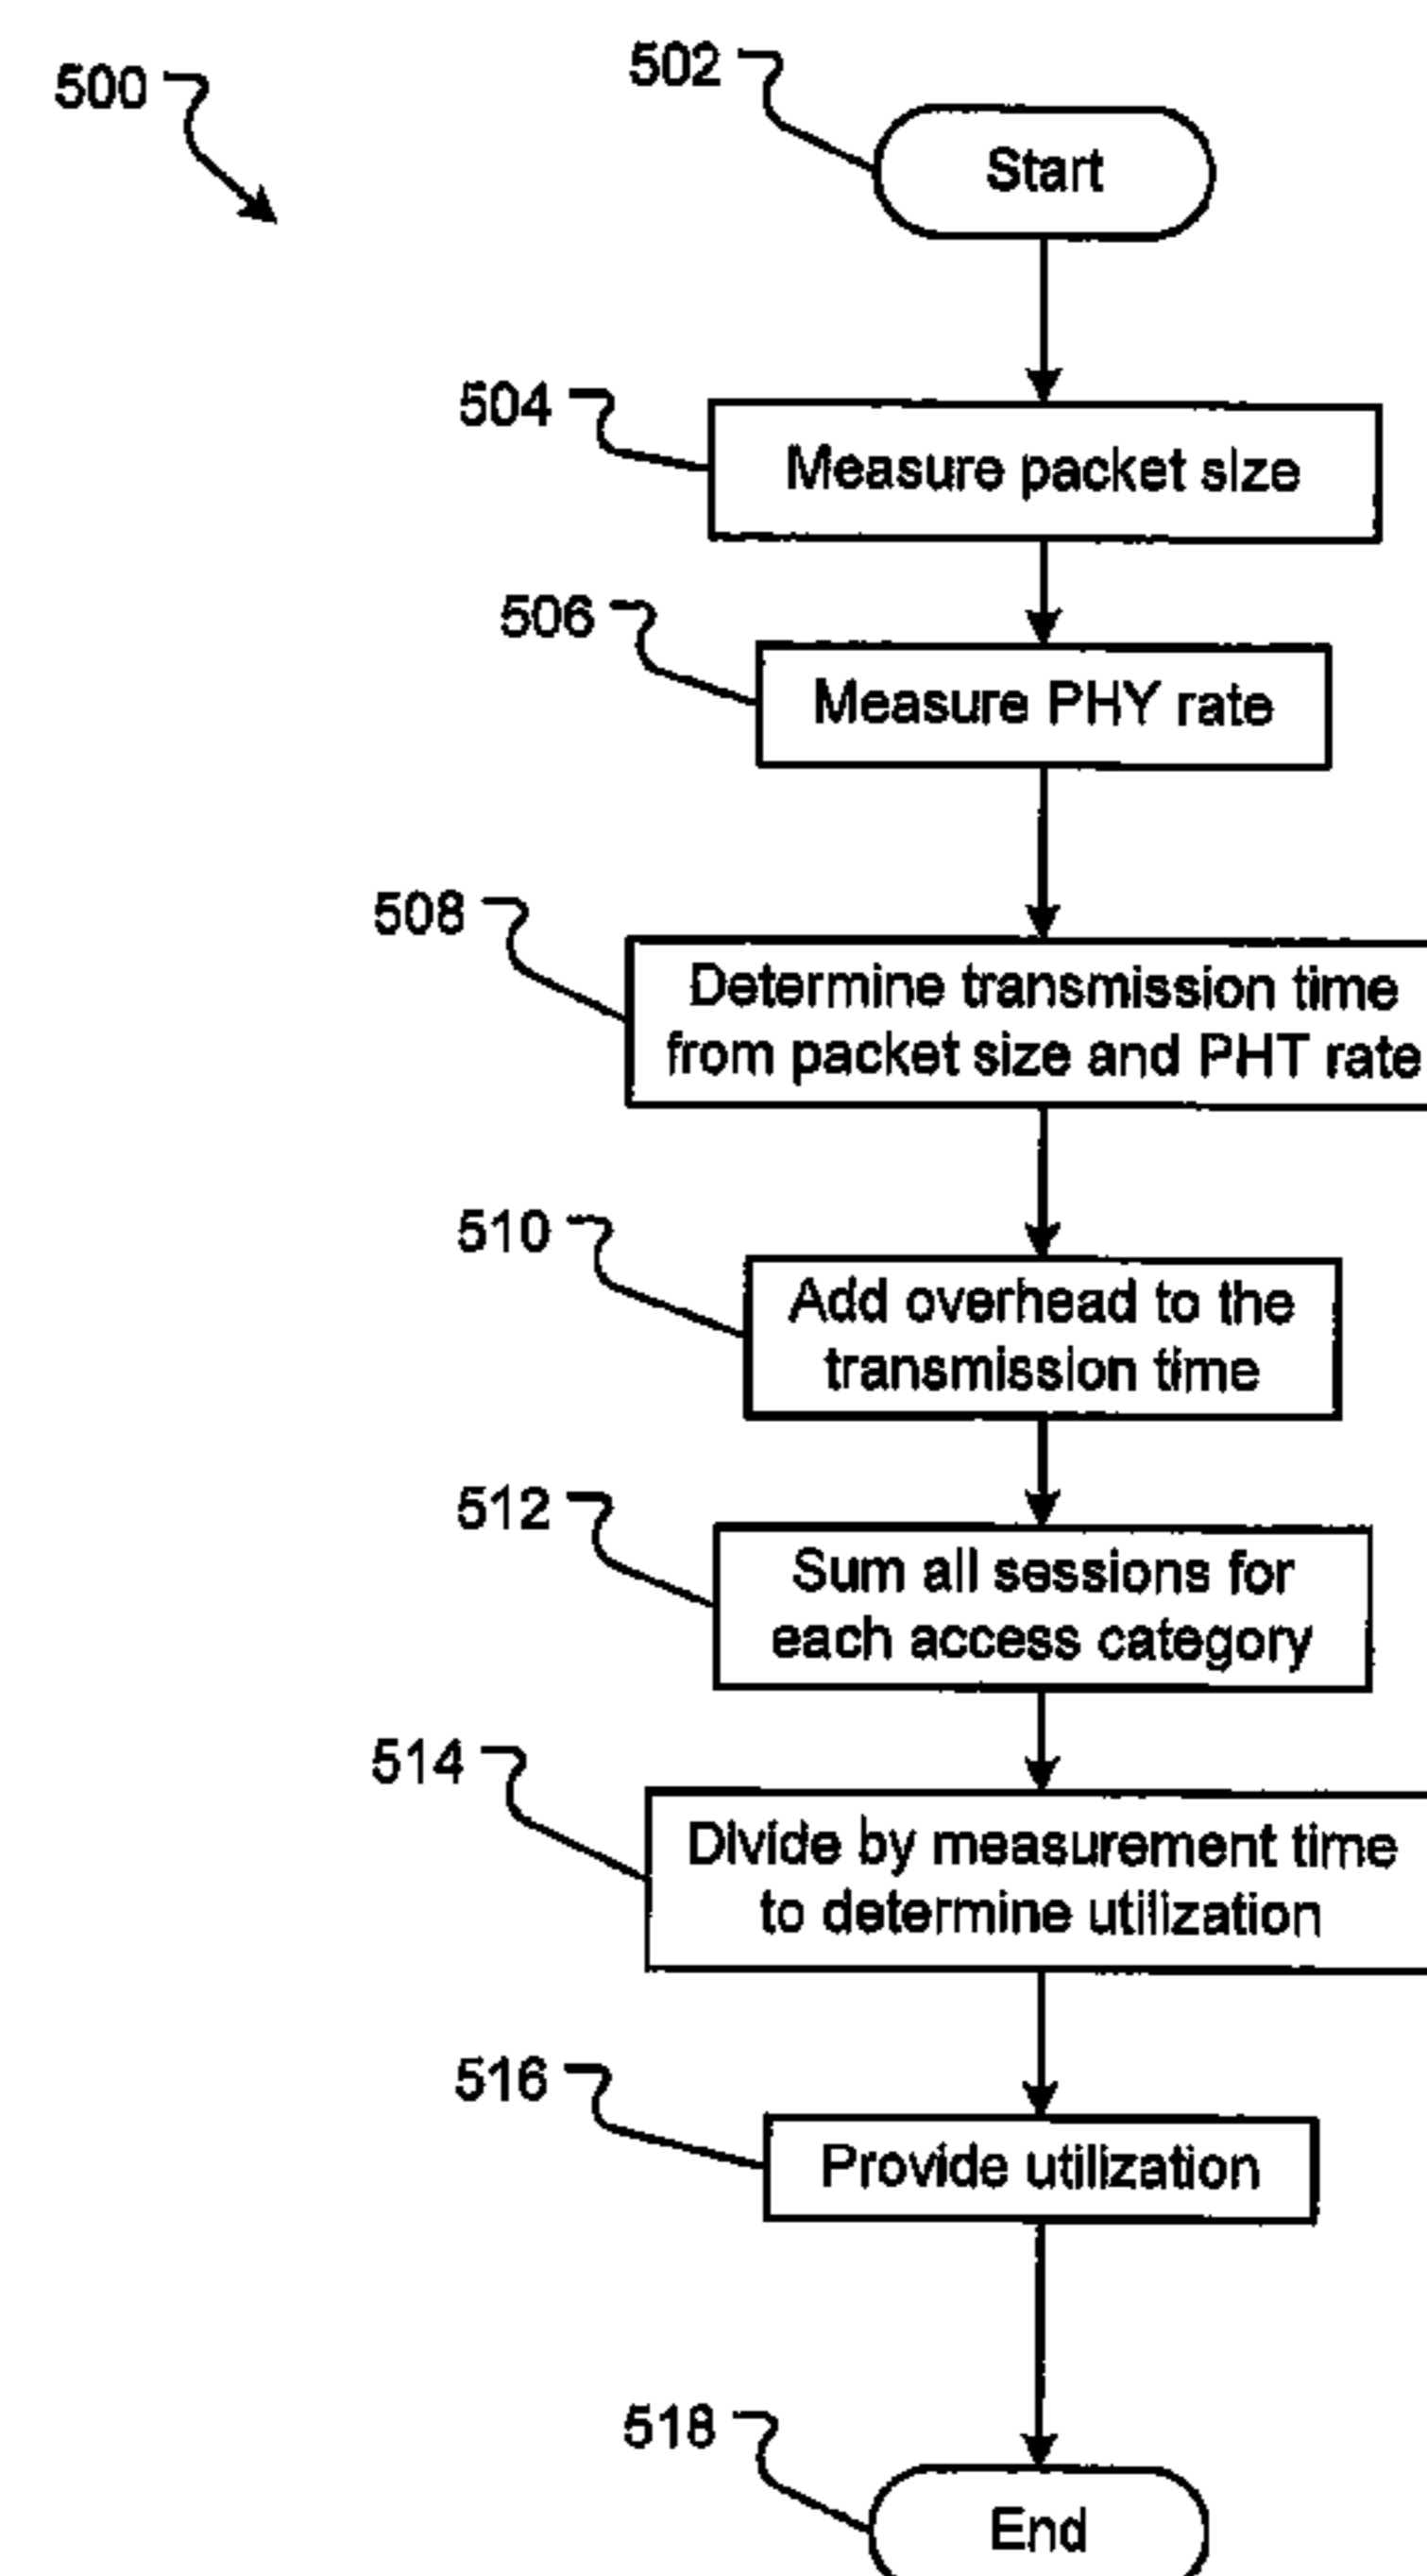 500
502
Start
504
Measure packet size
506
Measure PHY rate
508
Determine transmission time
from packet size and PHT rate
510
Add overhead to the
transmission time
512
Sum all sessions for
each access category
514
Divide by measurement time
to determine utilization
516
Provide utilization
518
End